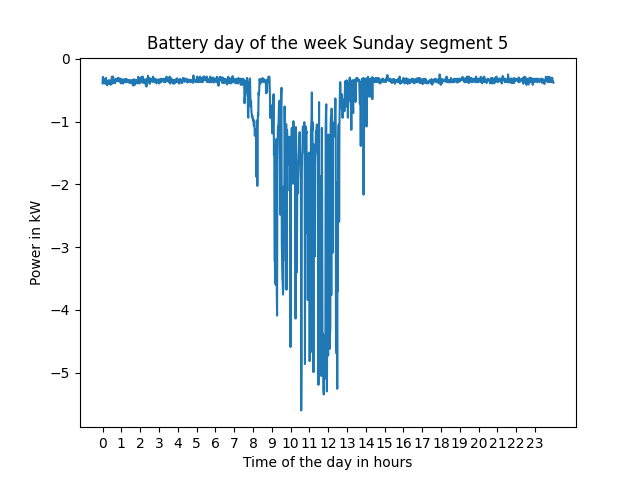 Battery day of the week Sunday segment 5
Power in kW
0
−1
−2
−3
−4
−5
0 1 2 3 4 5 6 7 8 9 10 11 12 13 14 15 16 17 18 19 20 21 22 23
Time of the day in hours